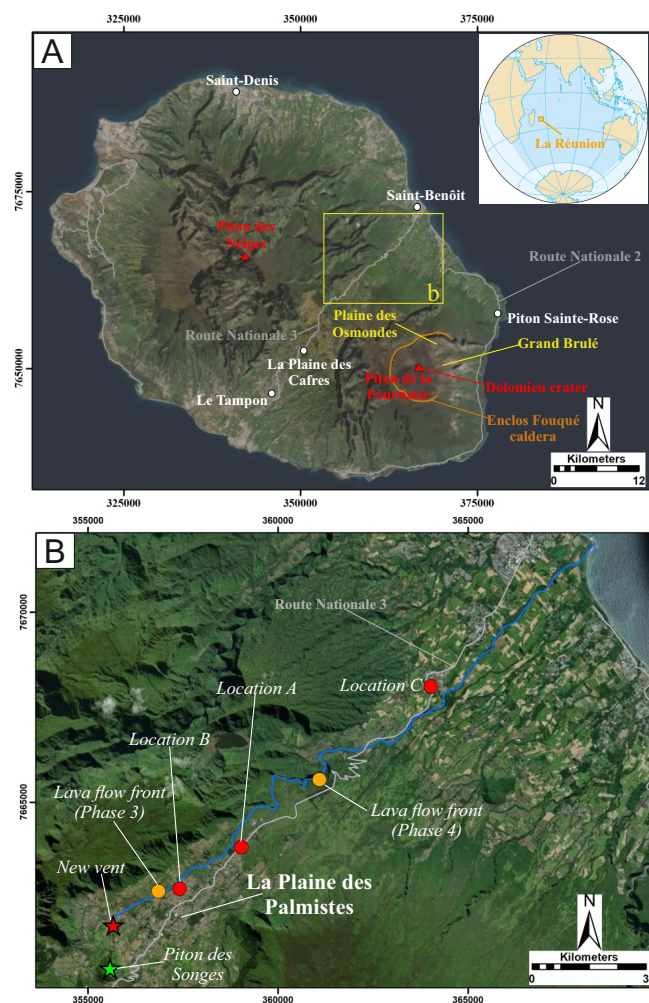 325000 350000 375000
A
Saint-Denis
La Réunion
7675000
Saint-Benôit
Piton des
Neiges
Route Nationale 2
b
Plaine des
Osmondes
Piton Sainte-Rose
Route Nationale 3
Grand Brulé
La Plaine des
Cafres
7650000
Piton de la
Fournaise
Dolomieu crater
Le Tampon
Enclos Fouqué
caldera
N
Kilometers
0 12
325000 350000 375000
355000 360000 365000
B
Route Nationale 3
7670000
Location A
Location C
Location B
Lava flow front
(Phase 3)
Lava flow front
(Phase 4)
7665000
New vent
La Plaine des
Palmistes
Piton des
Songes
N
Kilometers
0 3
355000 360000 365000